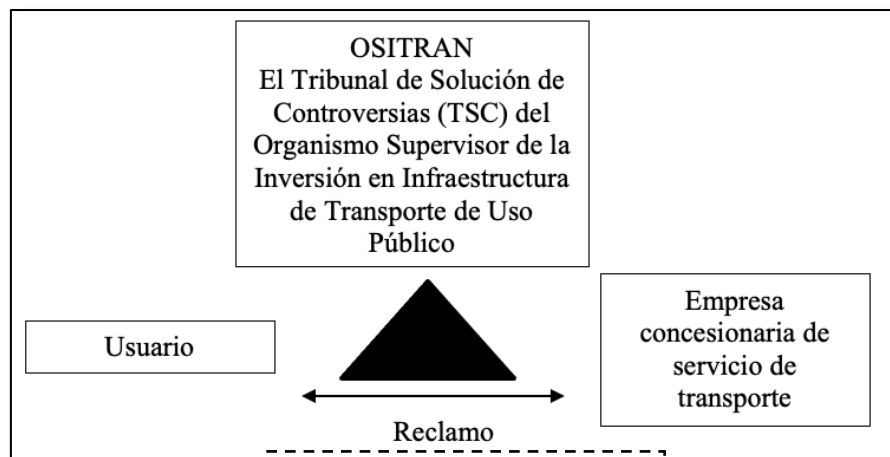 OSITRAN
El Tribunal de Solución de
Controversias (TSC) del
Organismo Supervisor de la
Inversión en Infraestructura
de Transporte de Uso
Público
Usuario
Empresa
concesionaria de
servicio de
transporte
Reclamo